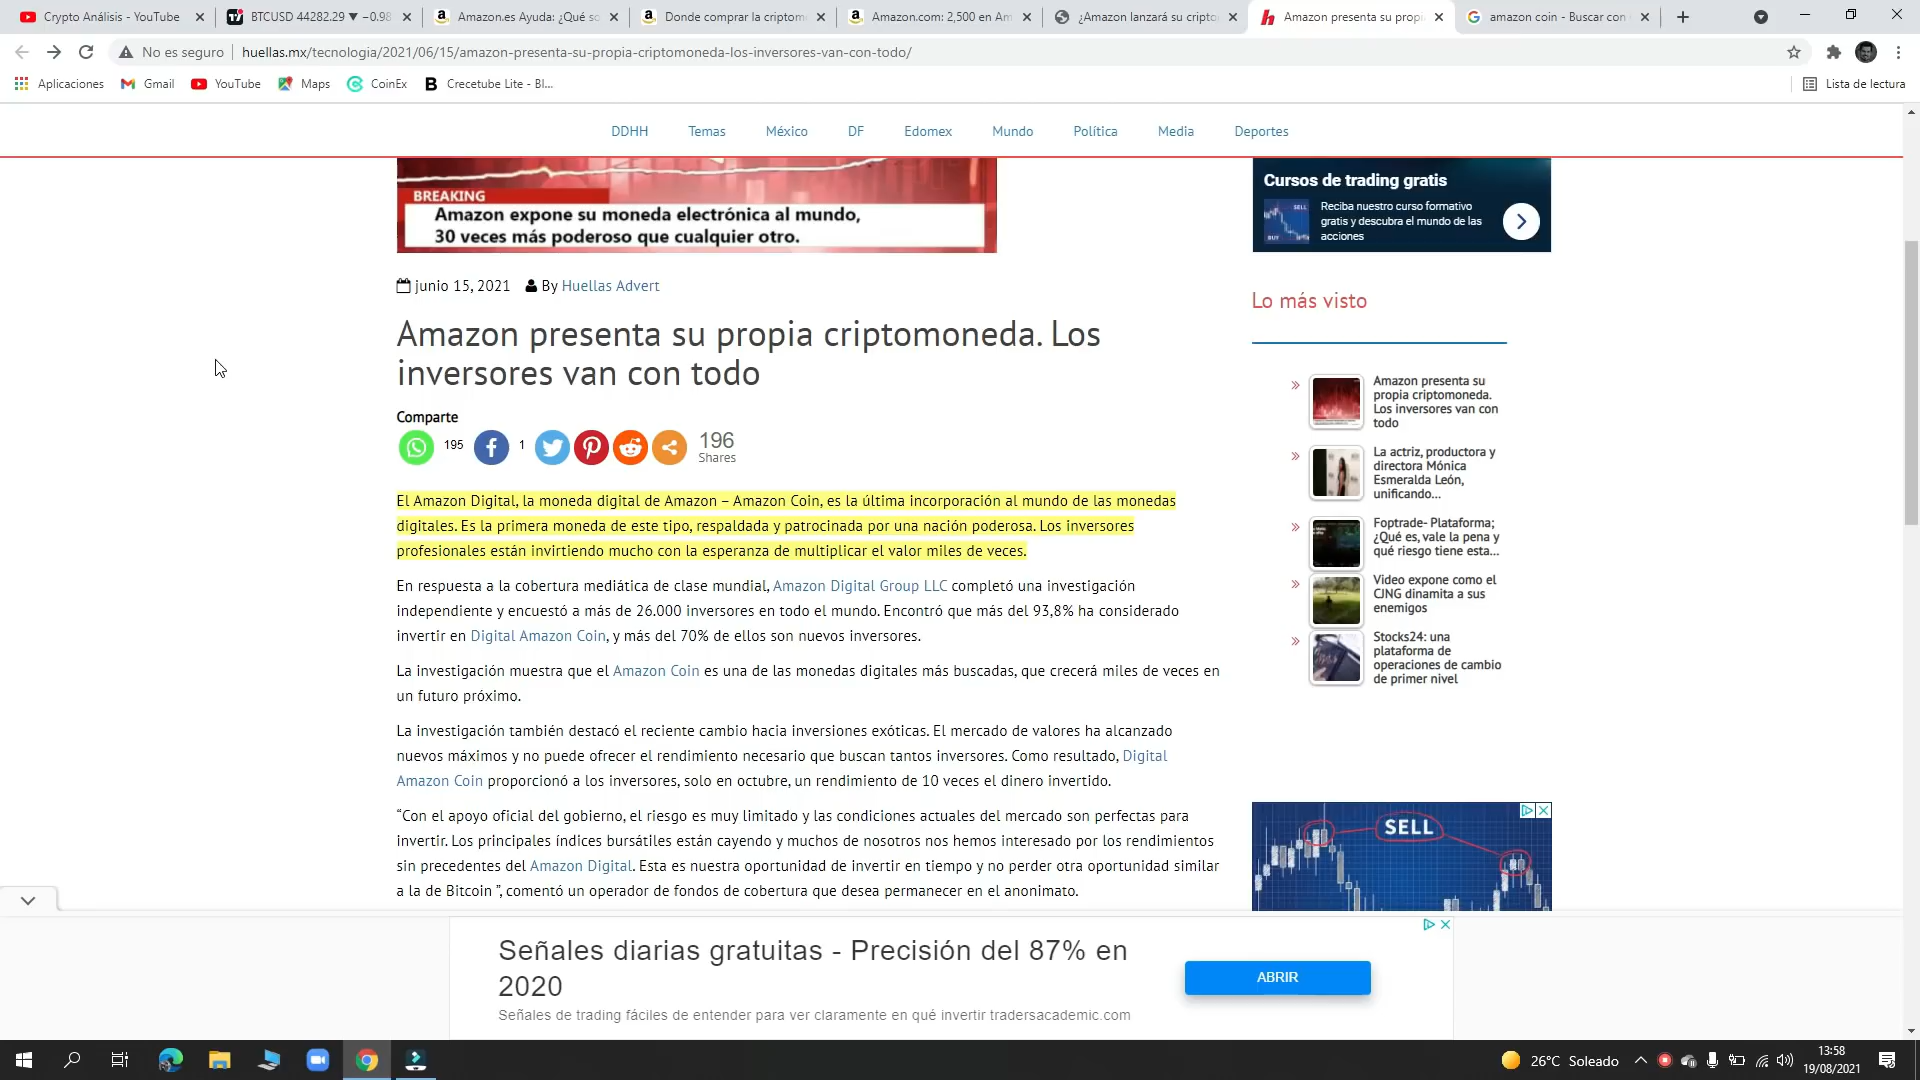 Crypto Análisis - YouTube
BTCUSD 44282.29 ▼ −0.98
Amazon.es Ayuda: ¿Qué so
Donde comprar la criptom
Amazon.com: 2,500 en Am
¿Amazon lanzará su cripto
Amazon presenta su propi
amazon coin - Buscar con
No es seguro
huellas.mx/tecnologia/2021/06/15/amazon-presenta-su-propia-criptomoneda-los-inversores-van-con-todo/
Aplicaciones
Gmail
YouTube
Maps
CoinEx
Crecetube Lite - Bl...
Lista de lectura
DDHH
Temas
México
DF
Edomex
Mundo
Política
Media
Deportes
BREAKING
Amazon expone su moneda electrónica al mundo,
30 veces más poderoso que cualquier otro.
junio 15, 2021 By Huellas Advert
Amazon presenta su propia criptomoneda. Los
inversores van con todo
Comparte
195
1
196
Shares
El Amazon Digital, la moneda digital de Amazon – Amazon Coin, es la última incorporación al mundo de las monedas
digitales. Es la primera moneda de este tipo, respaldada y patrocinada por una nación poderosa. Los inversores
profesionales están invirtiendo mucho con la esperanza de multiplicar el valor miles de veces.
En respuesta a la cobertura mediática de clase mundial, Amazon Digital Group LLC completó una investigación
independiente y encuestó a más de 26.000 inversores en todo el mundo. Encontró que más del 93,8% ha considerado
invertir en Digital Amazon Coin, y más del 70% de ellos son nuevos inversores.
La investigación muestra que el Amazon Coin es una de las monedas digitales más buscadas, que crecerá miles de veces en
un futuro próximo.
La investigación también destacó el reciente cambio hacia inversiones exóticas. El mercado de valores ha alcanzado
nuevos máximos y no puede ofrecer el rendimiento necesario que buscan tantos inversores. Como resultado, Digital
Amazon Coin proporcionó a los inversores, solo en octubre, un rendimiento de 10 veces el dinero invertido.
“Con el apoyo oficial del gobierno, el riesgo es muy limitado y las condiciones actuales del mercado son perfectas para
invertir. Los principales índices bursátiles están cayendo y muchos de nosotros nos hemos interesado por los rendimientos
sin precedentes del Amazon Digital. Esta es nuestra oportunidad de invertir en tiempo y no perder otra oportunidad similar
a la de Bitcoin ”, comentó un operador de fondos de cobertura que desea permanecer en el anonimato.
Cursos de trading gratis
SELL
BUY
Reciba nuestro curso formativo
gratis y descubra el mundo de las
acciones
Lo más visto
Amazon presenta su
propia criptomoneda.
Los inversores van con
todo
La actriz, productora y
directora Mónica
Esmeralda León,
unificando...
Foptrade- Plataforma;
¿Qué es, vale la pena y
qué riesgo tiene esta...
Video expone como el
CJNG dinamita a sus
enemigos
Stocks24: una
plataforma de
operaciones de cambio
de primer nivel
SELL
Señales diarias gratuitas - Precisión del 87% en
2020
Señales de trading fáciles de entender para ver claramente en qué invertir tradersacademic.com
ABRIR
26°C Soleado
13:58
19/08/2021